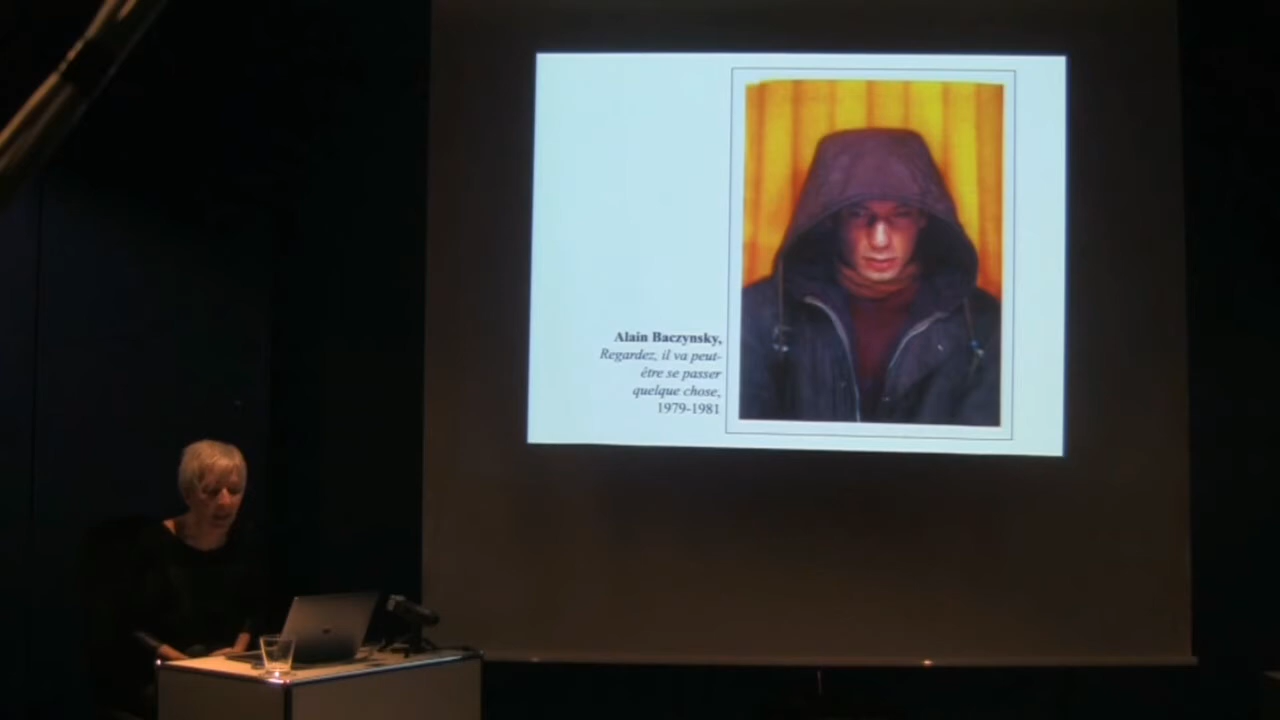 Alain Baczynsky,
Regardez, il va peut-
être se passer
quelque chose,
1979-1981